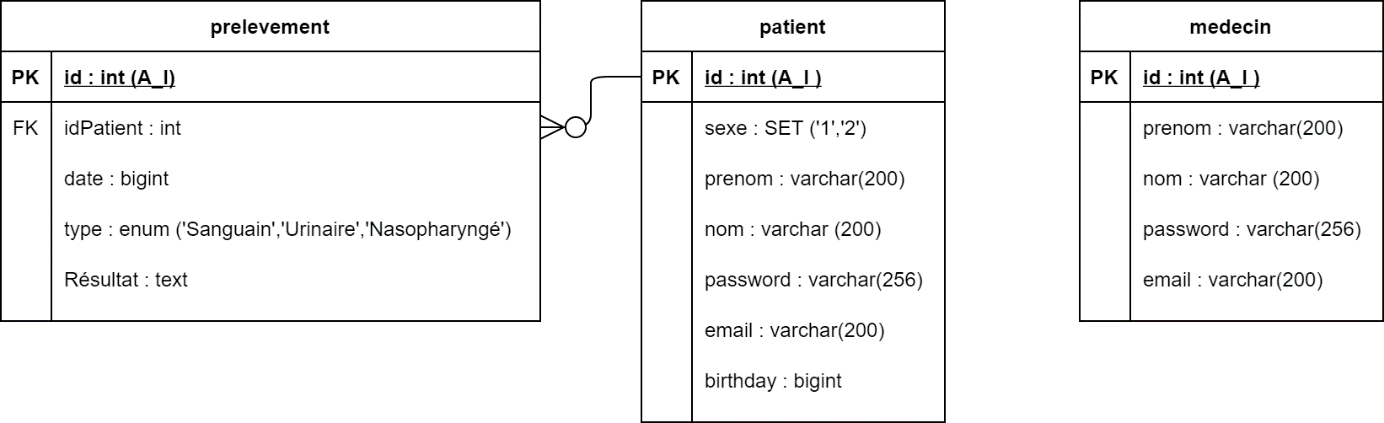 prelevement
PK id : int (A_I)
FK idPatient : int
date : bigint
type : enum ('Sanguain','Urinaire','Nasopharyngé')
Résultat : text
patient
PK id : int (A_I )
sexe : SET ('1','2')
prenom : varchar(200)
nom : varchar (200)
password : varchar(256)
email : varchar(200)
birthday : bigint
medecin
PK id : int (A_I )
prenom : varchar(200)
nom : varchar (200)
password : varchar(256)
email : varchar(200)